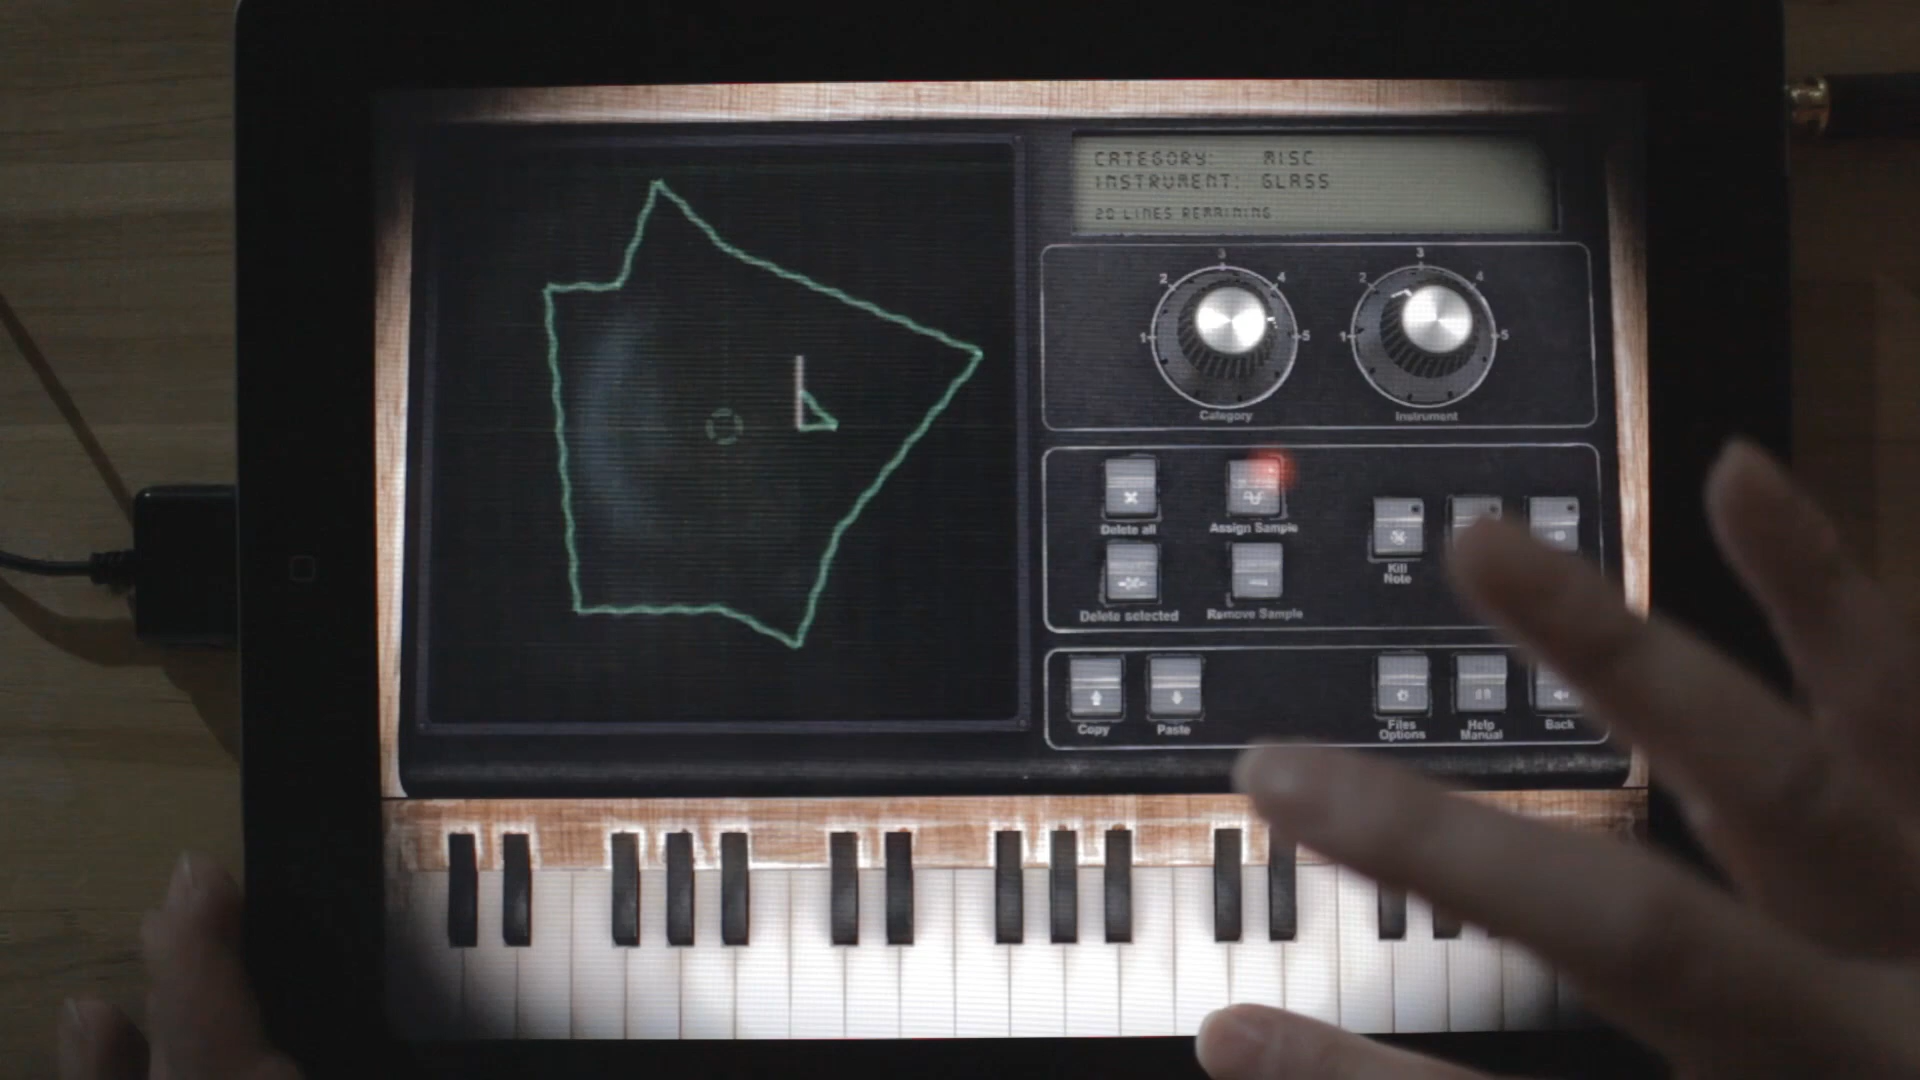 CATEGORY: MISC
INSTRUMENT: GLASS
20 LINES REMAINING
1 2 3 4 5
Category
1 2 3 4 5
Instrument
Delete all
Assign Sample
Delete selected
Remove Sample
Kill
Note
Copy
Paste
Files
Options
Help
Manual
Back